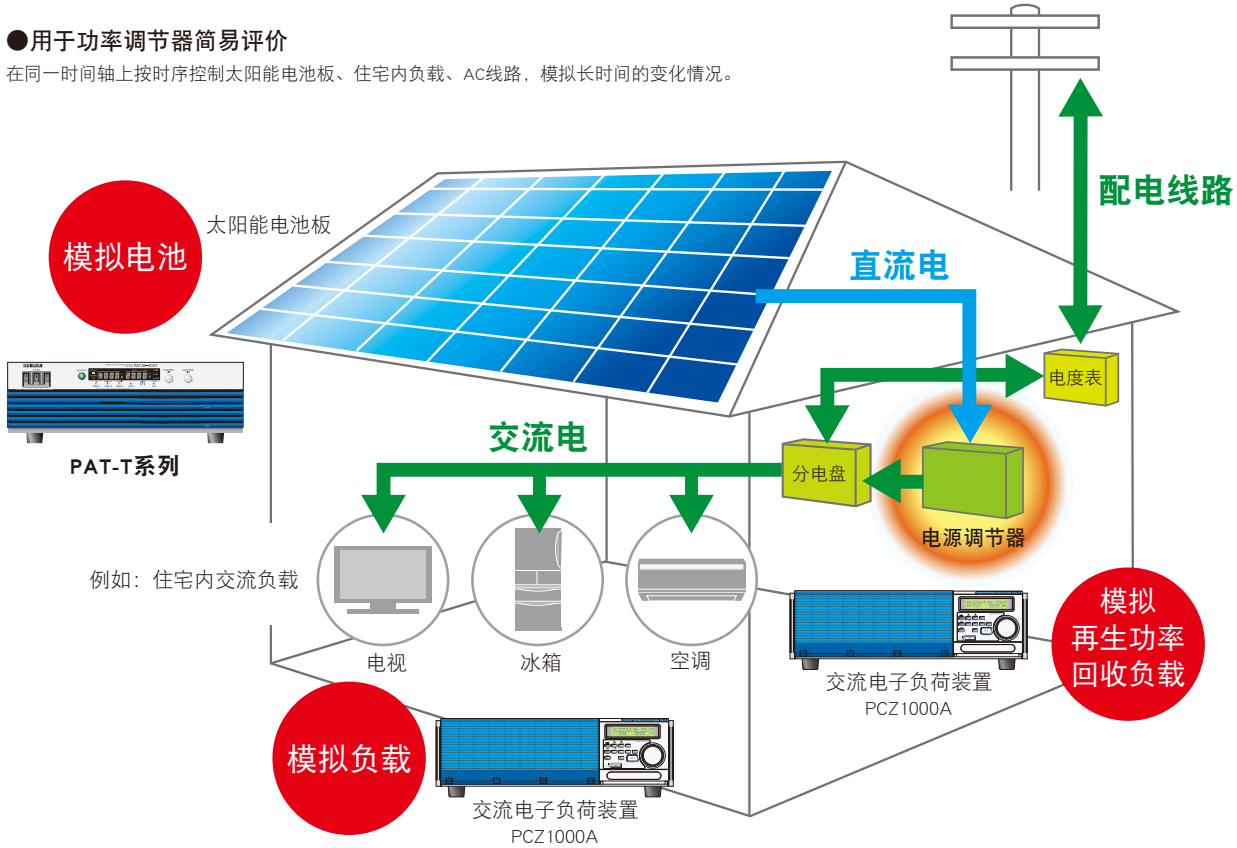 ●用于功率调节器简易评价
在同一时间轴上按时序控制太阳能电池板、住宅内负载、AC线路，模拟长时间的变化情况。
配电线路
太阳能电池板
模拟电池
直流电
电度表
PAT-T系列
交流电
分电盘
电源调节器
例如：住宅内交流负载
电视
冰箱
空调
模拟
再生功率
回收负载
交流电子负荷装置
PCZ1000A
模拟负载
交流电子负荷装置
PCZ1000A